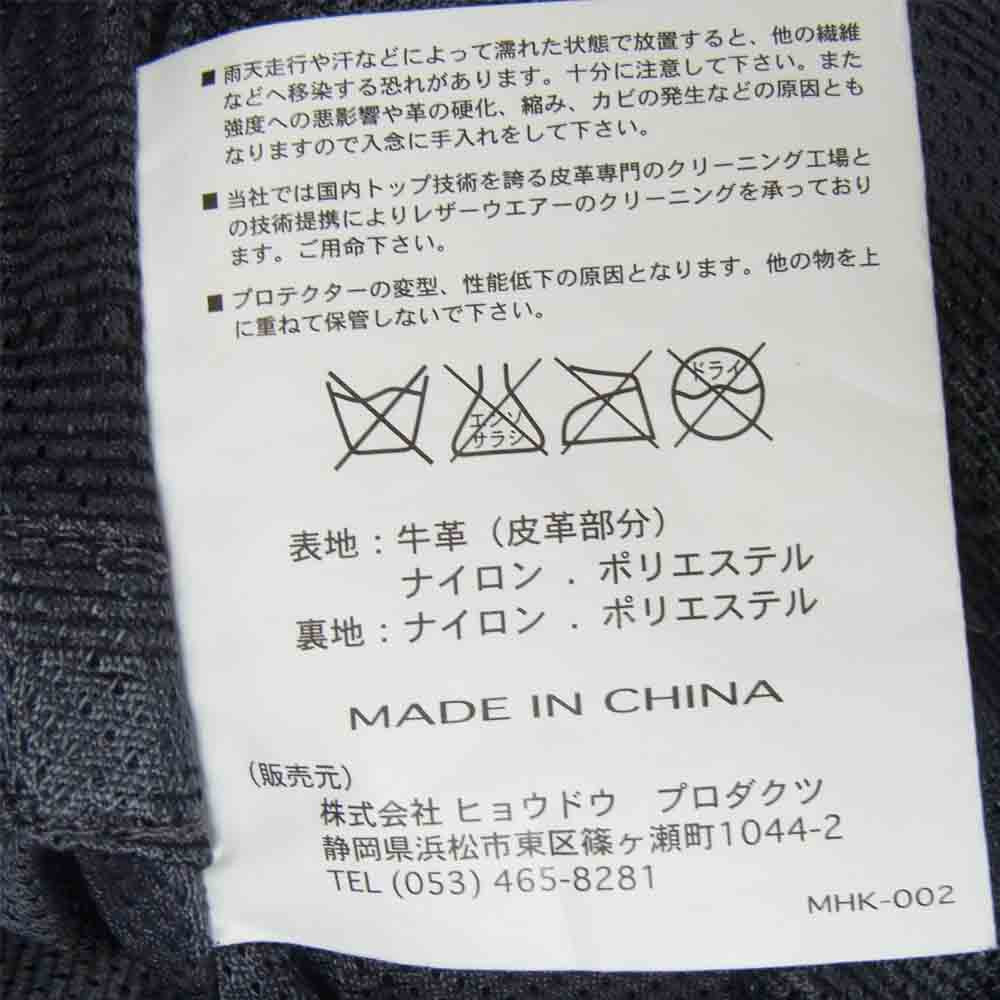 ■ 雨天走行や汗などによって濡れた状態で放置すると、他の繊維
などへ移染する恐れがあります。十分に注意して下さい。また
強度への悪影響や革の硬化、縮み、カビの発生などの原因とも
なりますので入念に手入れをして下さい。
■ 当社では国内トップ技術を誇る皮革専門のクリーニング工場と
の技術提携によりレザーウエアーのクリーニングを承っており
ます。ご用命下さい。
■ プロテクターの変型、性能低下の原因となります。他の物を上
に重ねて保管しないで下さい。
エンソ
サラシ
ドライ
表地：牛革（皮革部分）
ナイロン．ポリエステル
裏地：ナイロン．ポリエステル
MADE IN CHINA
（販売元）
株式会社 ヒョウドウ プロダクツ
静岡県浜松市東区篠ヶ瀬町1044-2
TEL (053) 465-8281
MHK-002